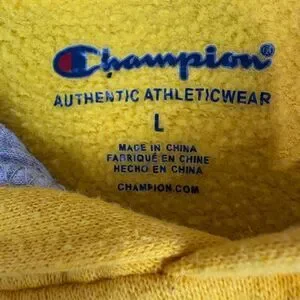 Champion®
AUTHENTIC ATHLETICWEAR
L
MADE IN CHINA
FABRIQUÉ EN CHINE
HECHO EN CHINA
CHAMPION.COM